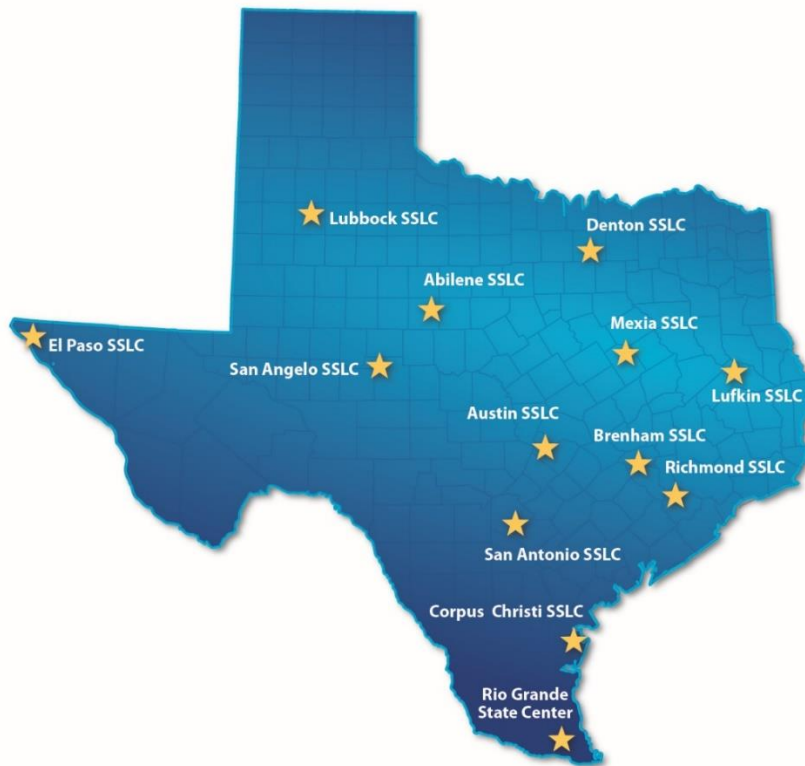 Lubbock SSLC
Denton SSLC
Abilene SSLC
Mexia SSLC
El Paso SSLC
San Angelo SSLC
Lufkin SSLC
Austin SSLC
Brenham SSLC
Richmond SSLC
San Antonio SSLC
Corpus Christi SSLC
Rio Grande
State Center